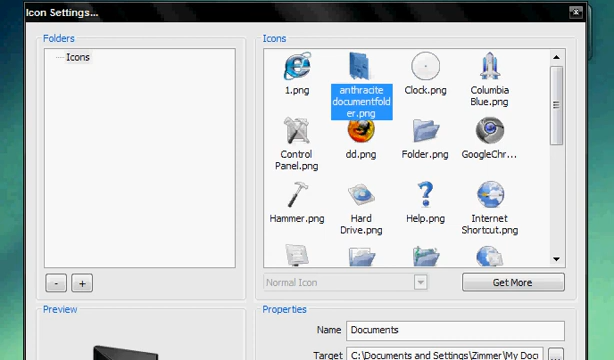 Icon Settings...
Folders
Icons
Icons
1.png
anthracite
documentfold
er.png
Clock.png
Columbia
Blue.png
Control
Panel.png
dd.png
Folder.png
GoogleChr...
Hammer.png
Hard
Drive.png
Help.png
Internet
Shortcut.png
- +
Normal Icon
Get More
Preview
Properties
Name Documents
Target C:\Documents and Settings\Zimmer\My Doc
...